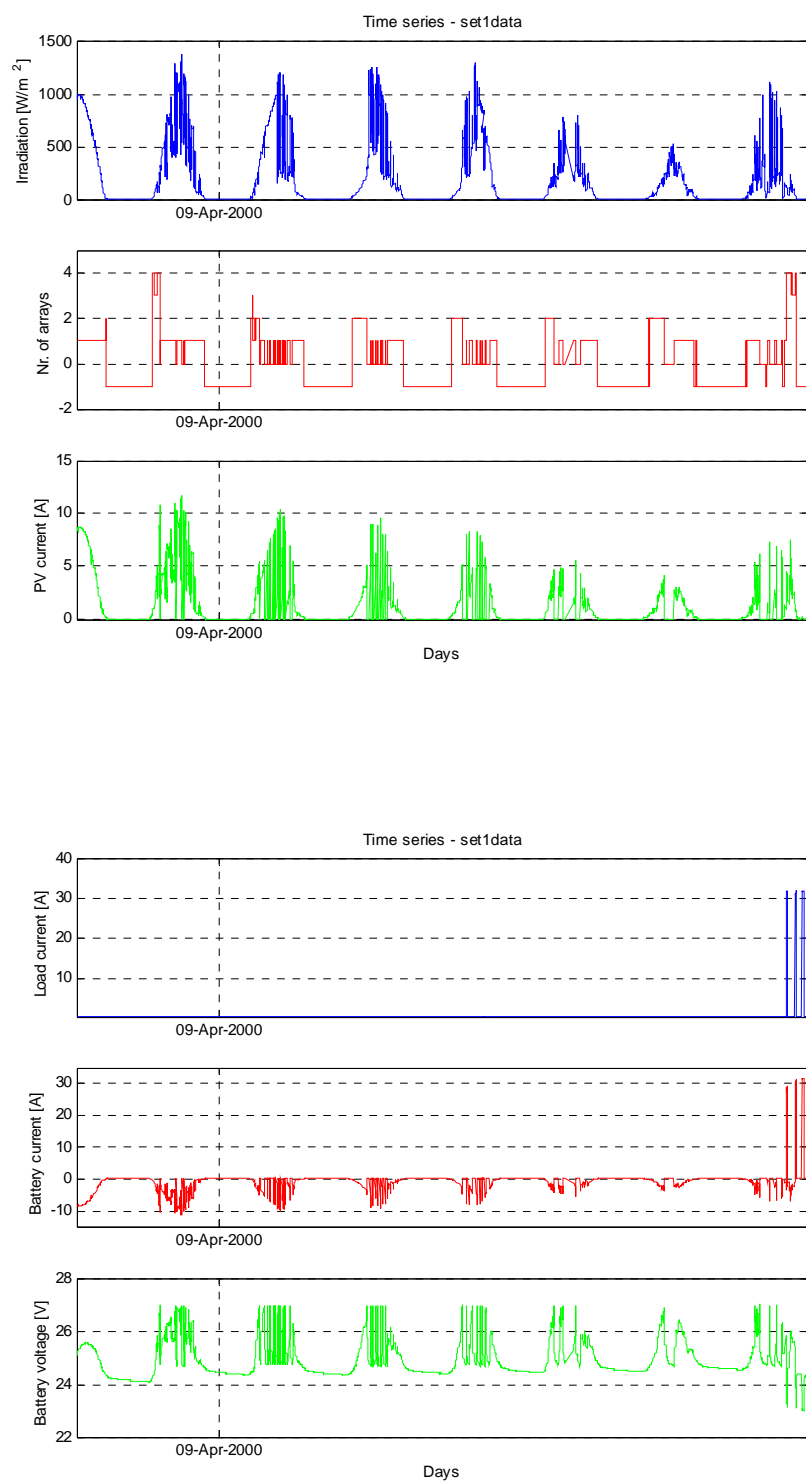 Time series - set1data
1500
1000
500
0
Irradiation [W/m 2]
09-Apr-2000
4
2
0
-2
Nr. of arrays
09-Apr-2000
15
10
5
0
PV current [A]
09-Apr-2000
Days
Time series - set1data
40
30
20
10
Load current [A]
09-Apr-2000
30
20
10
0
-10
Battery current [A]
09-Apr-2000
28
26
24
22
Battery voltage [V]
09-Apr-2000
Days